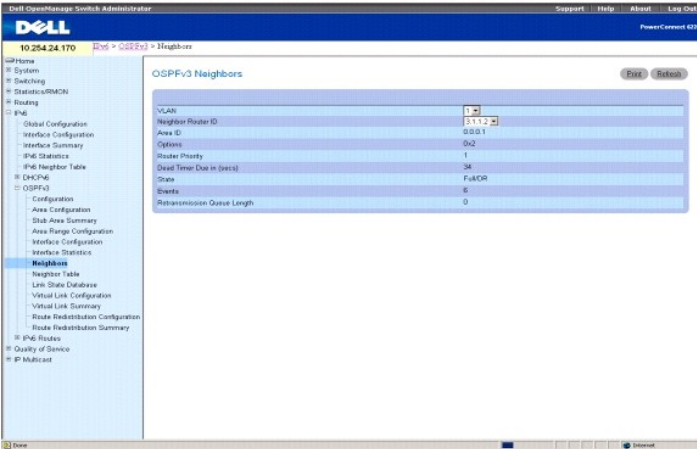 Dell OpenManage Switch Administrator
Support Help About Log Out
DELL
PowerConnect 622
10.254.24.170
IPv6 > OSPFv3 > Neighbors
Home
System
Switching
Statistics/RMON
Routing
IPv6
Global Configuration
Interface Configuration
Interface Summary
IPv6 Statistics
IPv6 Neighbor Table
DHCPv6
OSPFv3
Configuration
Area Configuration
Stub Area Summary
Area Range Configuration
Interface Configuration
Interface Statistics
Neighbors
Neighbor Table
Link State Database
Virtual Link Configuration
Virtual Link Summary
Route Redistribution Configuration
Route Redistribution Summary
IPv6 Routes
Quality of Service
IP Multicast
OSPFv3 Neighbors
Print Refresh
VLAN 1
Neighbor Router ID 3.1.1.2
Area ID 0.0.0.1
Options 0x2
Router Priority 1
Dead Timer Due in (secs) 34
State Full/DR
Events 6
Retransmission Queue Length 0
Done
Internet